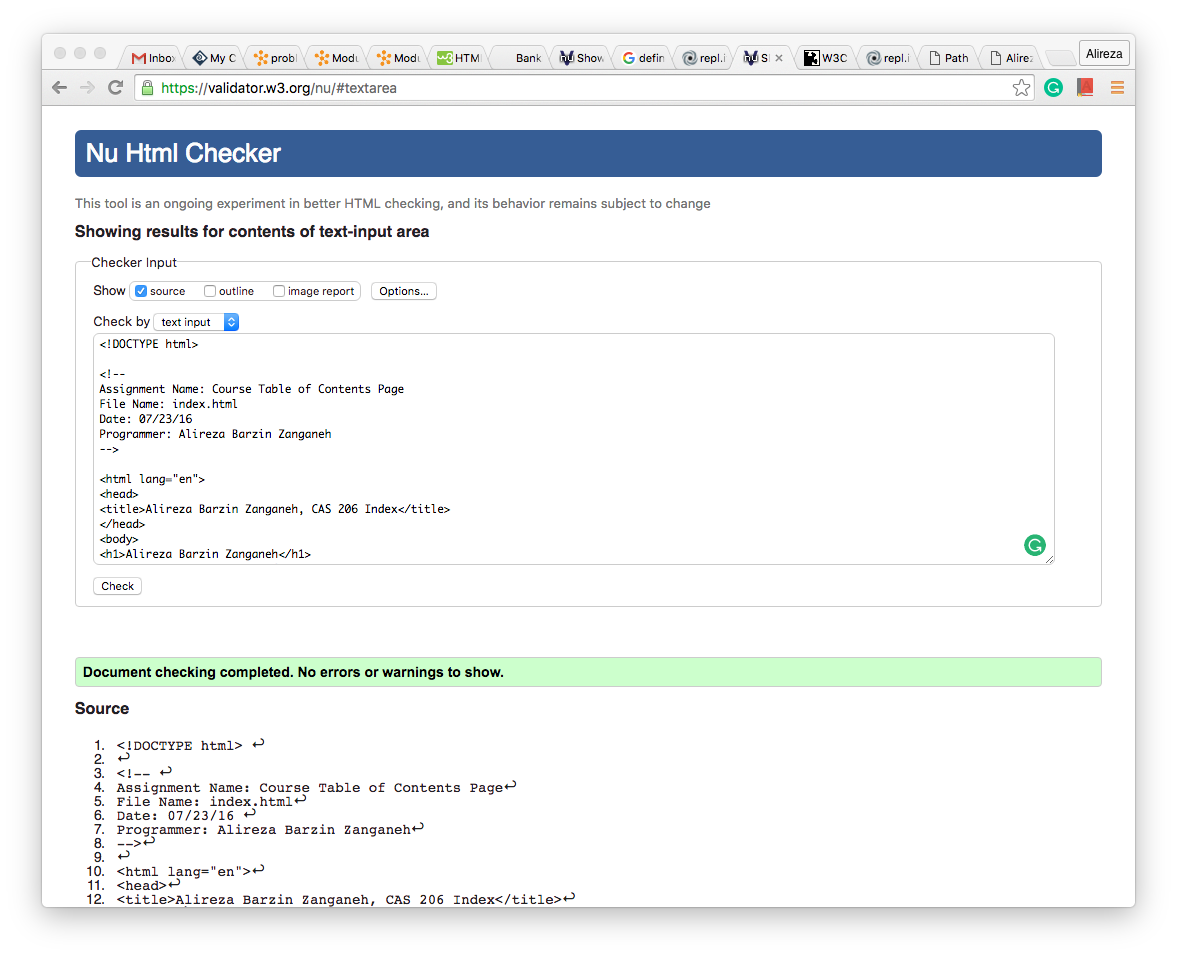 Inbox My C probl Modu Modu HTM Bank Show defin repl.i S W3C repl.i Path Alirez Alireza
https://validator.w3.org/nu/#textarea
Nu Html Checker
This tool is an ongoing experiment in better HTML checking, and its behavior remains subject to change
Showing results for contents of text-input area
Checker Input
Show source outline image report Options...
Check by text input
<!DOCTYPE html>
<!--
Assignment Name: Course Table of Contents Page
File Name: index.html
Date: 07/23/16
Programmer: Alireza Barzin Zanganeh
-->
<html lang="en">
<head>
<title>Alireza Barzin Zanganeh, CAS 206 Index</title>
</head>
<body>
<h1>Alireza Barzin Zanganeh</h1>
Check
Document checking completed. No errors or warnings to show.
Source
1. <!DOCTYPE html> ↩
2. ↩
3. <!-- ↩
4. Assignment Name: Course Table of Contents Page↩
5. File Name: index.html↩
6. Date: 07/23/16 ↩
7. Programmer: Alireza Barzin Zanganeh↩
8. -->↩
9. ↩
10. <html lang="en">↩
11. <head>↩
12. <title>Alireza Barzin Zanganeh, CAS 206 Index</title>↩